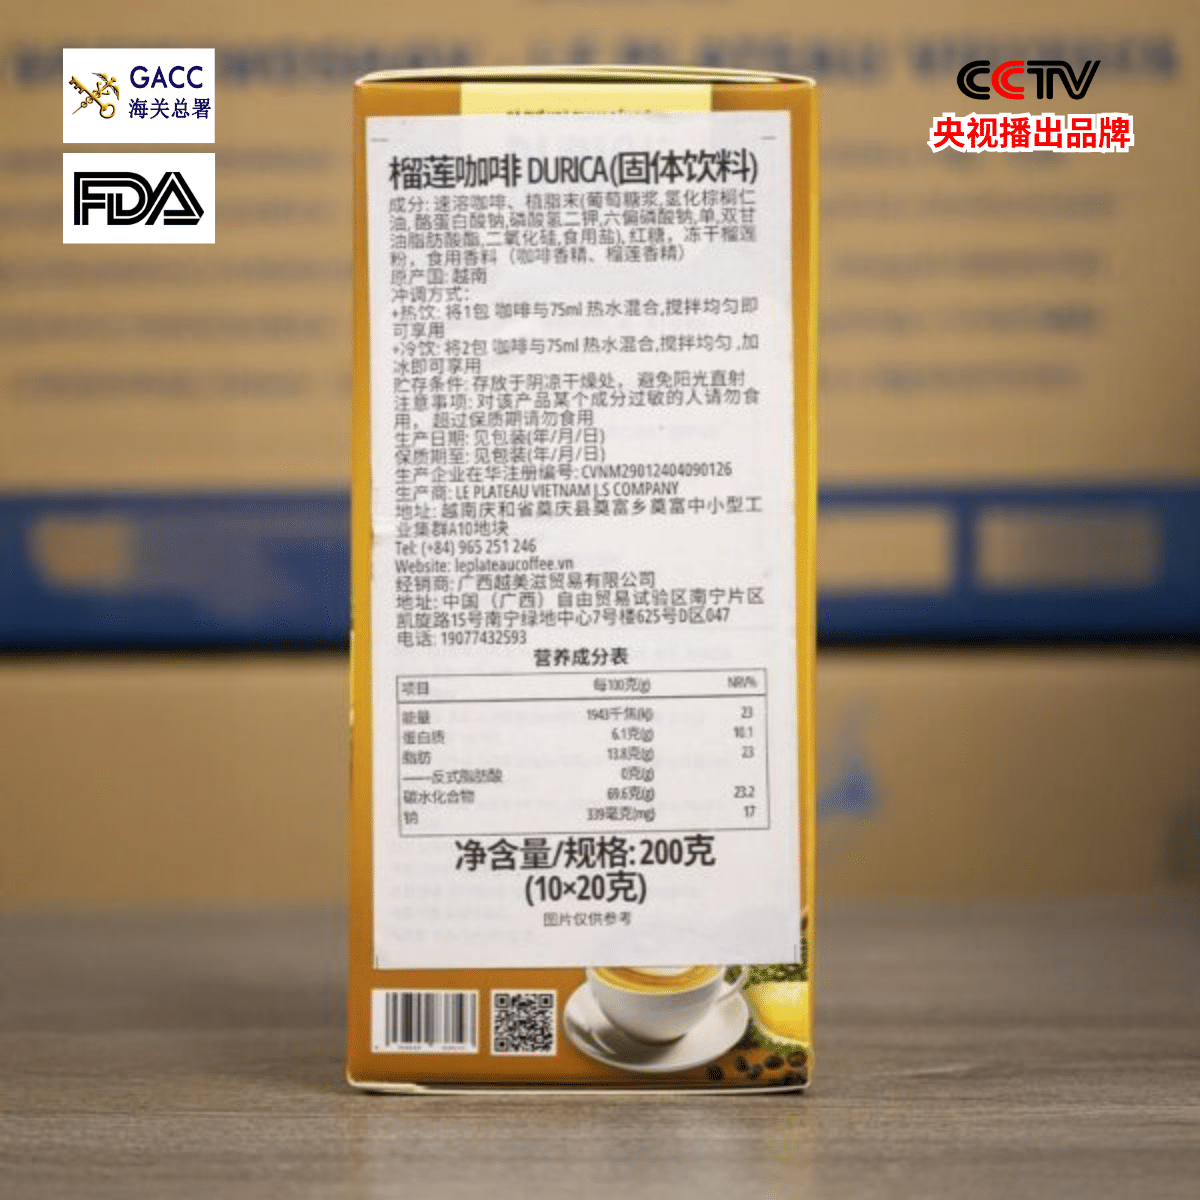 GACC
海关总署
FDA
CCTV
央视播出品牌
榴莲咖啡 DURICA(固体饮料)
成分: 速溶咖啡、植脂末(葡萄糖浆,氢化棕榈仁
油,酪蛋白酸钠,磷酸氢二钾,六偏磷酸钠,单,双甘
油脂肪酸酯,二氧化硅,食用盐), 红糖, 冻干榴莲
粉, 食用香料 (咖啡香精、榴莲香精)
原产国: 越南
冲调方式:
+热饮: 将1包 咖啡与75ml 热水混合,搅拌均匀即
可享用
+冷饮: 将2包 咖啡与75ml 热水混合,搅拌均匀 ,加
冰即可享用
贮存条件: 存放于阴凉干燥处, 避免阳光直射
注意事项: 对该产品某个成分过敏的人请勿食
用, 超过保质期请勿食用
生产日期: 见包装(年/月/日)
保质期至: 见包装(年/月/日)
生产企业在华注册编号: CVNM29012404090126
生产商: LE PLATEAU VIETNAM J.S COMPANY
地址: 越南庆和省奠庆县奠富乡奠富中小型工
业集群A10地块
Tel: (+84) 965 251 246
Website: leplateaucoffee.vn
经销商: 广西越美滋贸易有限公司
地址: 中国 (广西) 自由贸易试验区南宁片区
凯旋路15号南宁绿地中心7号楼625号D区047
电话: 19077432593
营养成分表
项目 每100克(g) NRV%
能量 1943千焦(kj) 23
蛋白质 6.1克(g) 10.1
脂肪 13.8克(g) 23
——反式脂肪酸 0克(g)
碳水化合物 69.6克(g) 23.2
钠 339毫克(mg) 17
净含量/规格: 200克
(10×20克)
图片仅供参考